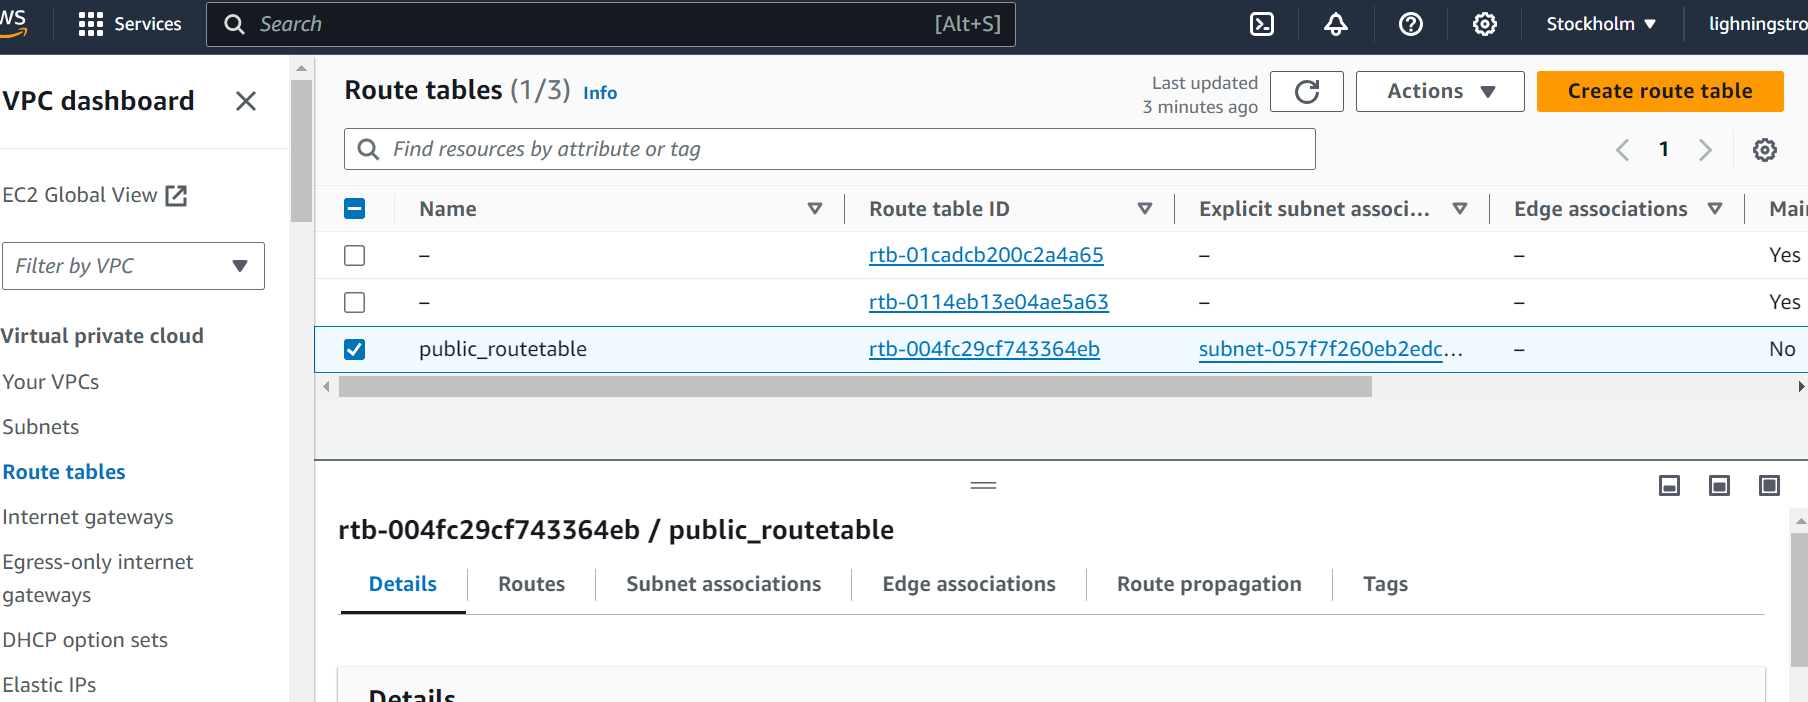 WS
Services
Search [Alt+S]
Stockholm
lighningstro
VPC dashboard
EC2 Global View
Filter by VPC
Virtual private cloud
Your VPCs
Subnets
Route tables
Internet gateways
Egress-only internet
gateways
DHCP option sets
Elastic IPs
Route tables (1/3) Info
Last updated
3 minutes ago
Actions
Create route table
Find resources by attribute or tag
1
Name Route table ID Explicit subnet associ... Edge associations Mai
– rtb-01cadcb200c2a4a65 – – Yes
– rtb-0114eb13e04ae5a63 – – Yes
public_routetable rtb-004fc29cf743364eb subnet-057f7f260eb2edc... – No
rtb-004fc29cf743364eb / public_routetable
Details Routes Subnet associations Edge associations Route propagation Tags
Details